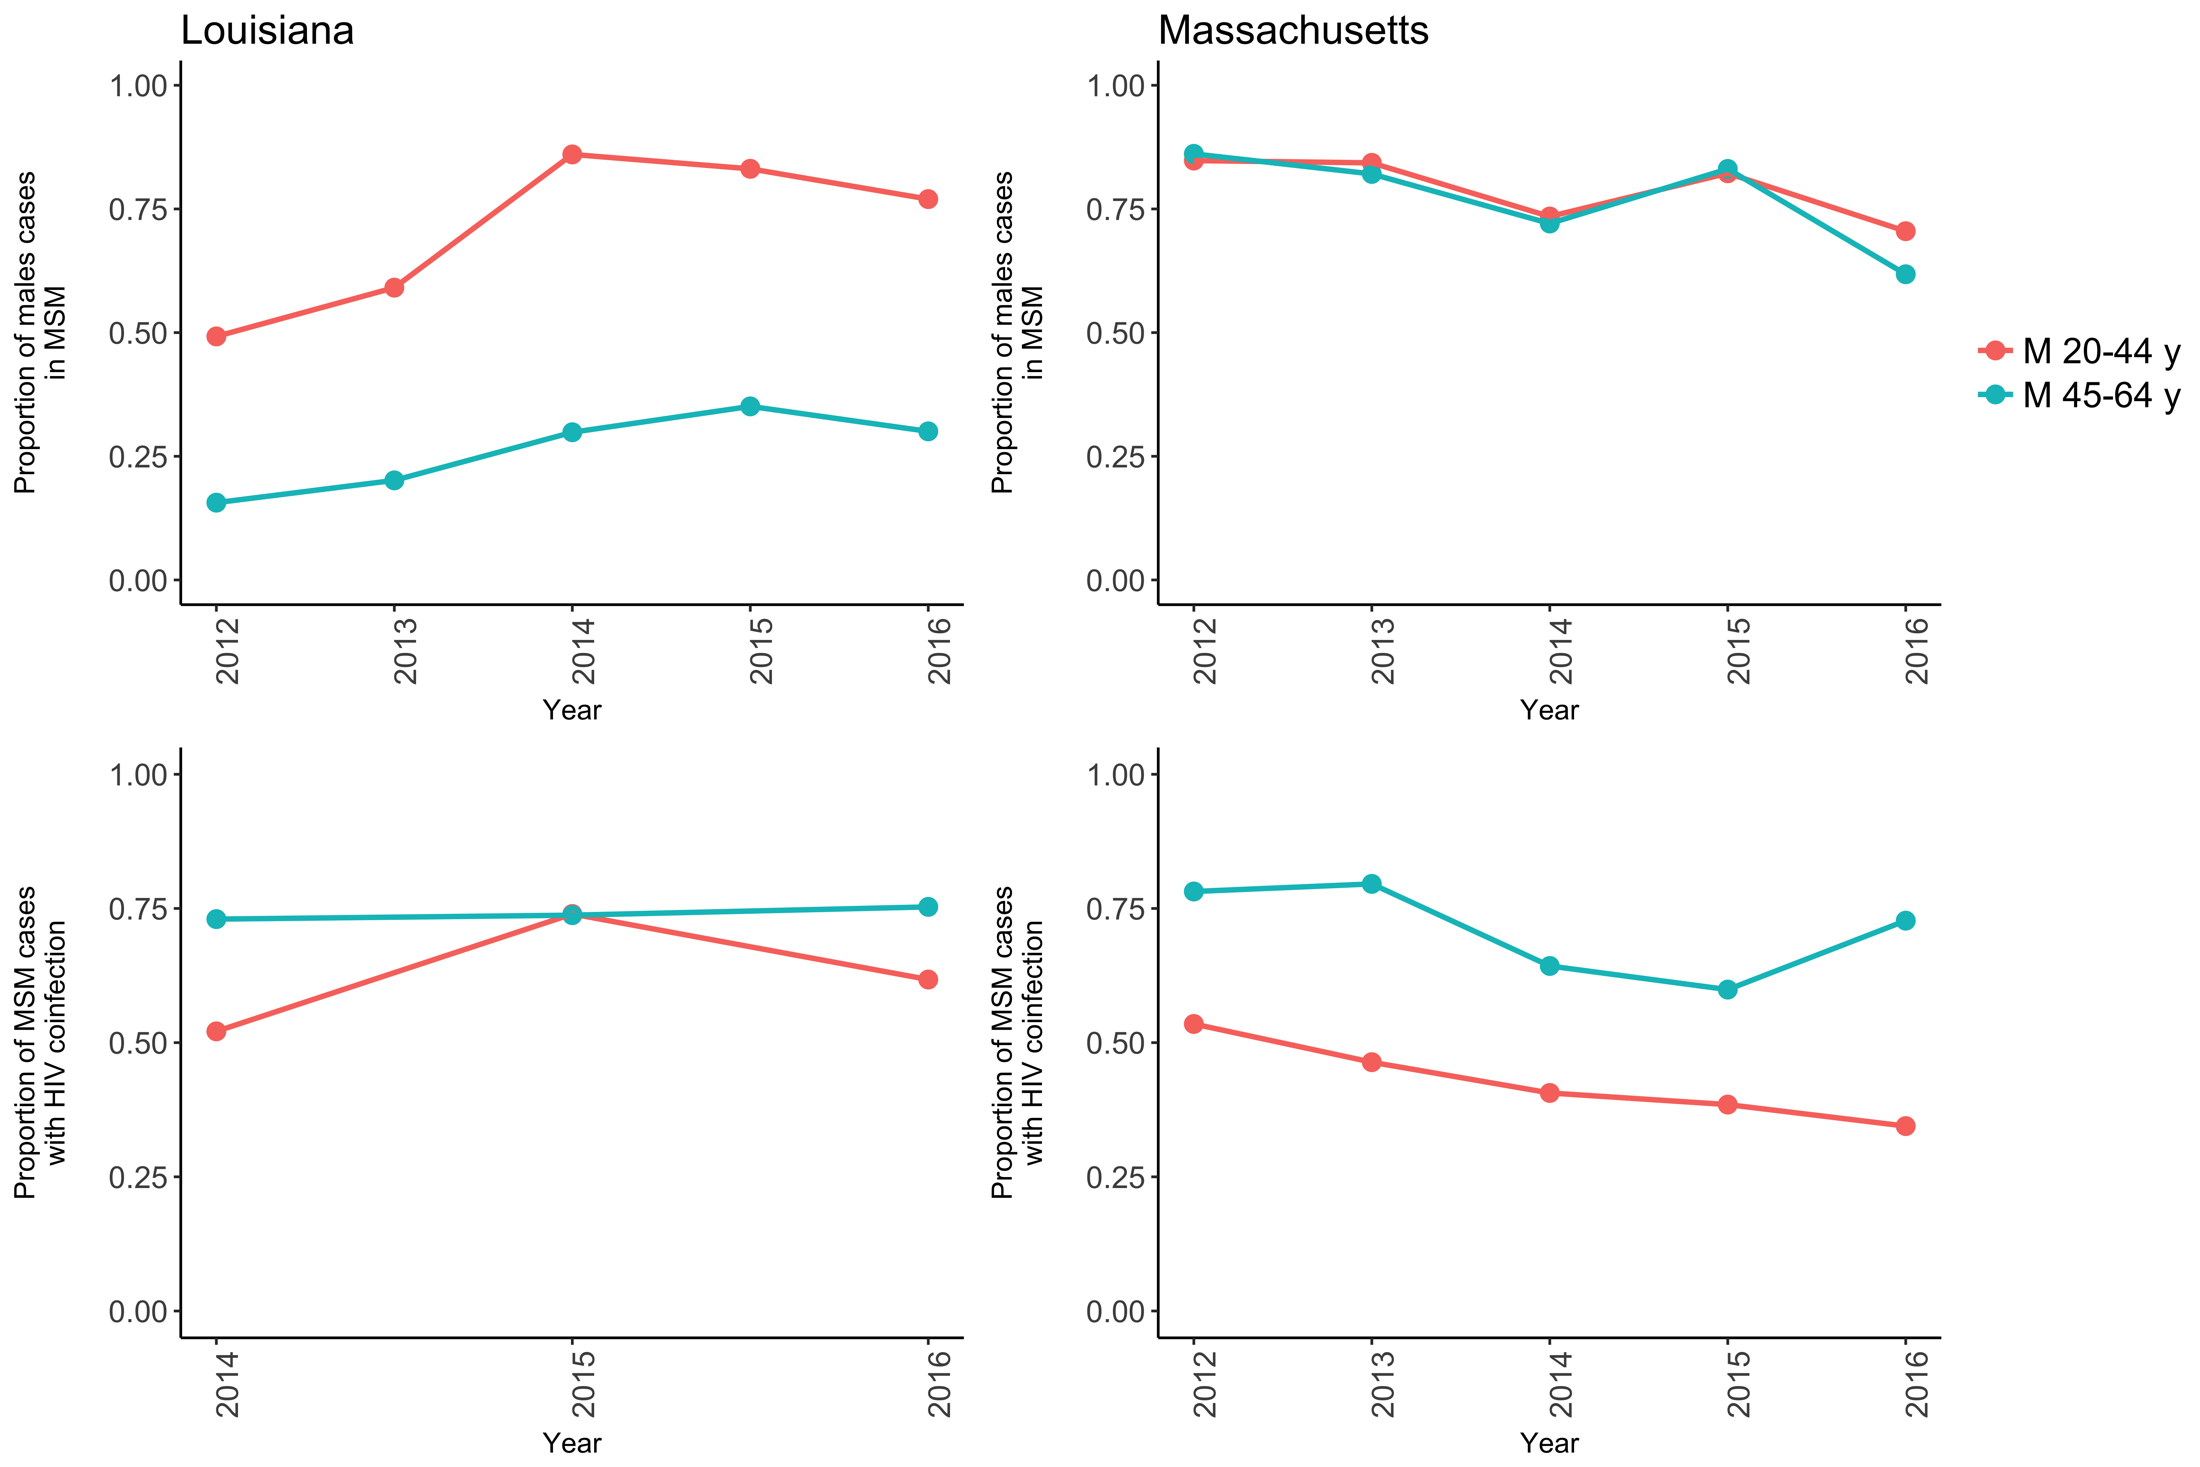 Louisiana
Proportion of males cases
in MSM
1.00
0.75
0.50
0.25
0.00
2012
2013
2014
2015
2016
Year
Massachusetts
Proportion of males cases
in MSM
1.00
0.75
0.50
0.25
0.00
2012
2013
2014
2015
2016
Year
M 20-44 y
M 45-64 y
Proportion of MSM cases
with HIV coinfection
1.00
0.75
0.50
0.25
0.00
2014
2015
2016
Year
Proportion of MSM cases
with HIV coinfection
1.00
0.75
0.50
0.25
0.00
2012
2013
2014
2015
2016
Year